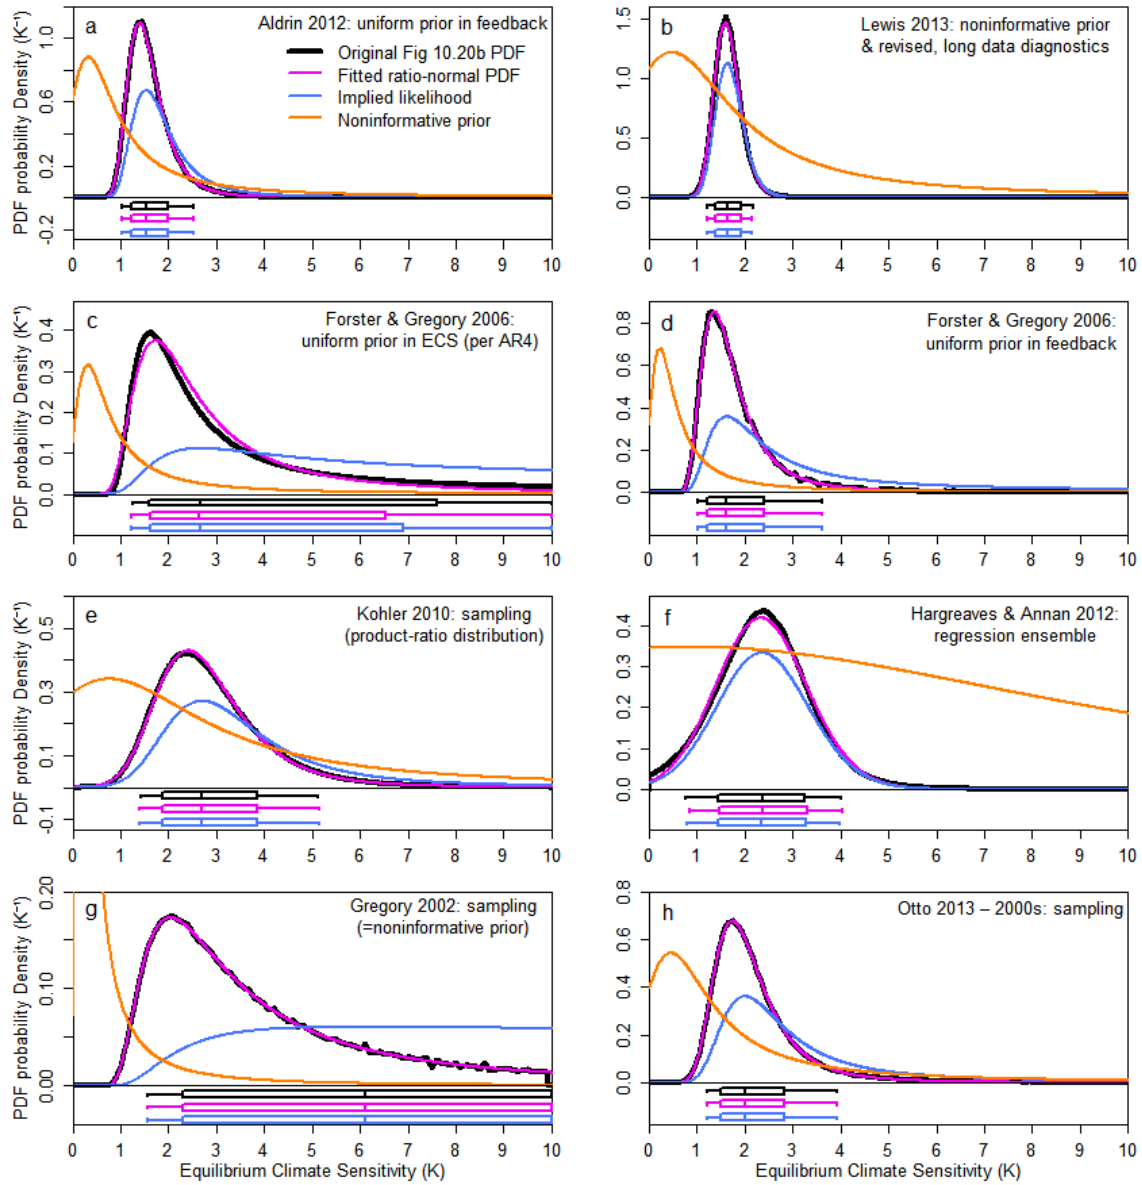 a
Aldrin 2012: uniform prior in feedback
Original Fig 10.20b PDF
Fitted ratio-normal PDF
Implied likelihood
Noninformative prior
PDF probability Density (K⁻¹)
-0.2 0.2 0.6 1.0
0 1 2 3 4 5 6 7 8 9 10
b
Lewis 2013: noninformative prior
& revised, long data diagnostics
0.0 0.5 1.0 1.5
0 1 2 3 4 5 6 7 8 9 10
c
Forster & Gregory 2006:
uniform prior in ECS (per AR4)
PDF probability Density (K⁻¹)
0.0 0.1 0.2 0.3 0.4
0 1 2 3 4 5 6 7 8 9 10
d
Forster & Gregory 2006:
uniform prior in feedback
0.0 0.2 0.4 0.6 0.8
0 1 2 3 4 5 6 7 8 9 10
e
Kohler 2010: sampling
(product-ratio distribution)
PDF probability Density (K⁻¹)
-0.1 0.1 0.3 0.5
0 1 2 3 4 5 6 7 8 9 10
f
Hargreaves & Annan 2012:
regression ensemble
0.0 0.1 0.2 0.3 0.4
0 1 2 3 4 5 6 7 8 9 10
g
Gregory 2002: sampling
(=noninformative prior)
PDF probability Density (K⁻¹)
0.00 0.10 0.20
0 1 2 3 4 5 6 7 8 9 10
Equilibrium Climate Sensitivity (K)
h
Otto 2013 – 2000s: sampling
0.0 0.2 0.4 0.6 0.8
0 1 2 3 4 5 6 7 8 9 10
Equilibrium Climate Sensitivity (K)